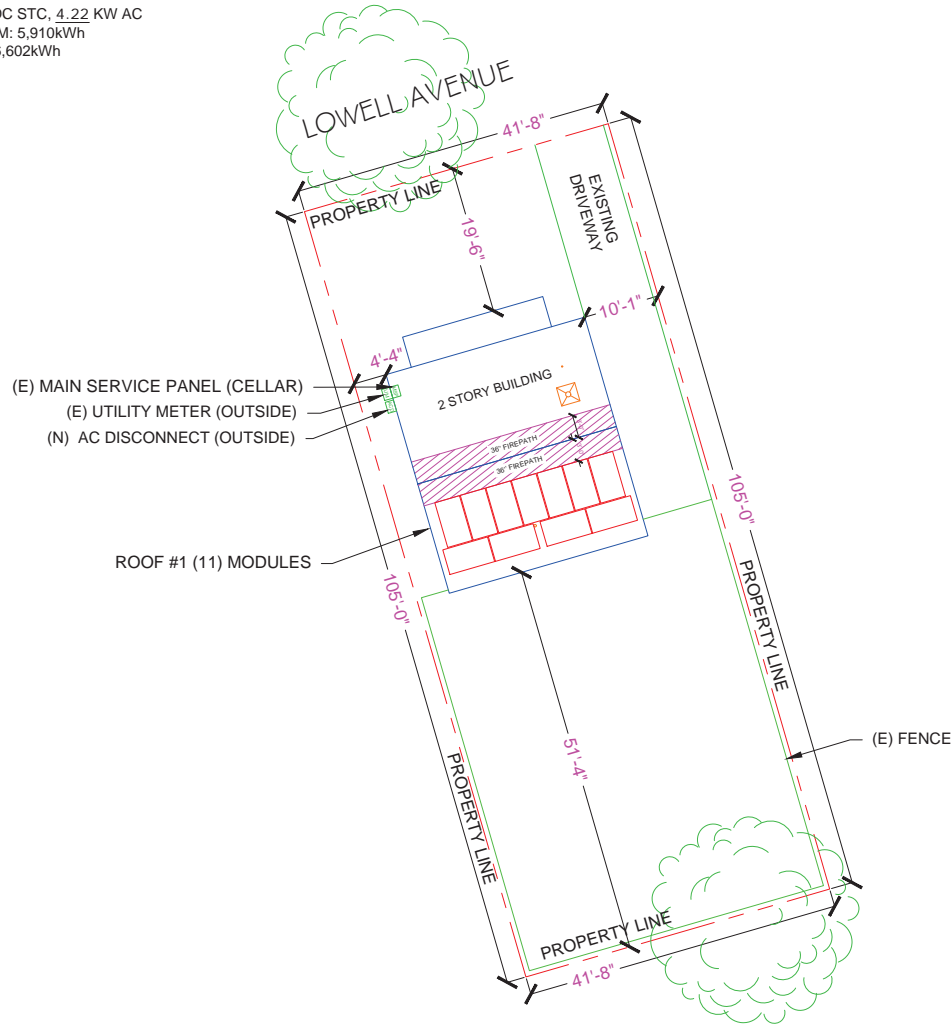 DC STC, 4.22 KW AC
M: 5,910kWh
6,602kWh
LOWELL AVENUE
41'-8"
PROPERTY LINE
EXISTING
DRIVEWAY
19'-6"
10'-1"
4'-4"
(E) MAIN SERVICE PANEL (CELLAR)
(E) UTILITY METER (OUTSIDE)
(N) AC DISCONNECT (OUTSIDE)
2 STORY BUILDING
36" FIREPATH
36" FIREPATH
ROOF #1 (11) MODULES
105'-0"
105'-0"
PROPERTY LINE
51'-4"
(E) FENCE
PROPERTY LINE
PROPERTY LINE
41'-8"